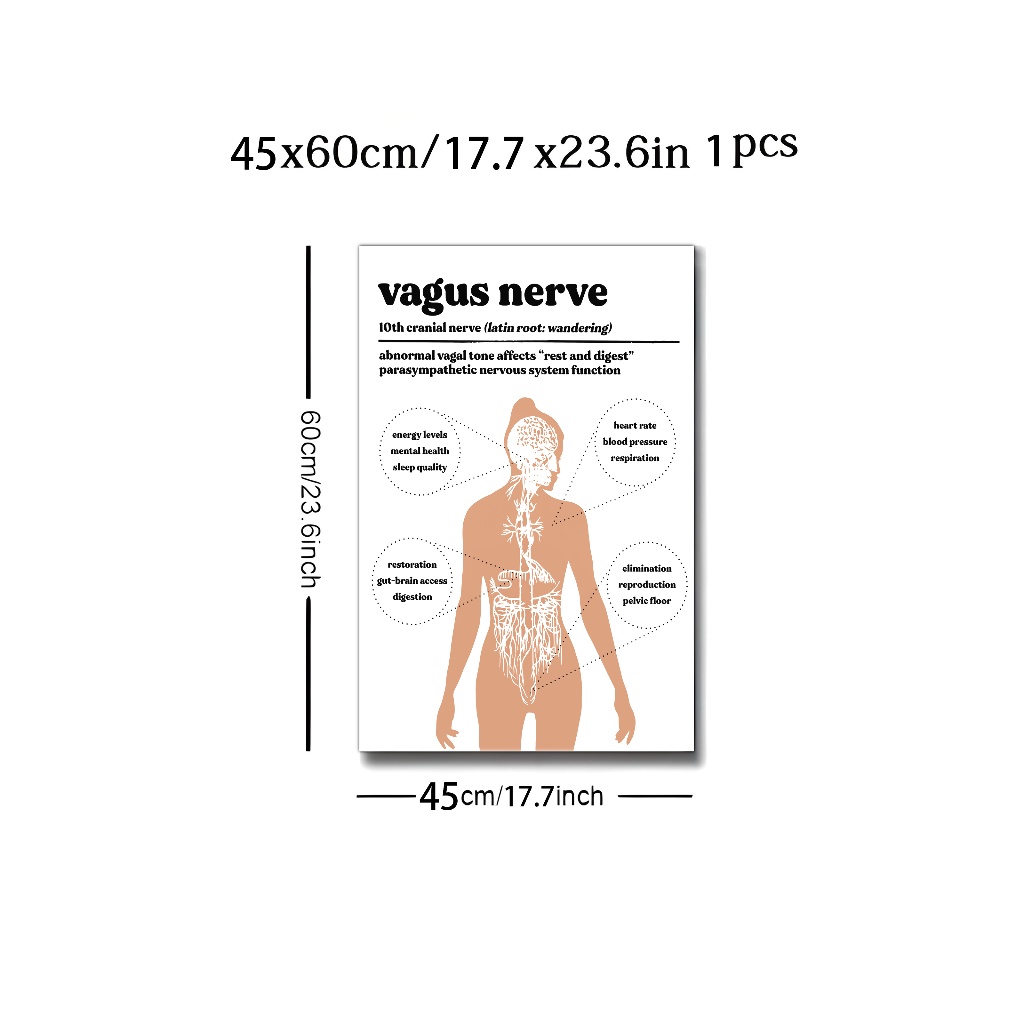 45x60cm/17.7 x23.6in 1pcs
vagus nerve
10th cranial nerve (latin root: wandering)
abnormal vagal tone affects “rest and digest”
parasympathetic nervous system function
energy levels
mental health
sleep quality
heart rate
blood pressure
respiration
restoration
gut-brain access
digestion
elimination
reproduction
pelvic floor
60cm/23.6inch
45cm/17.7inch